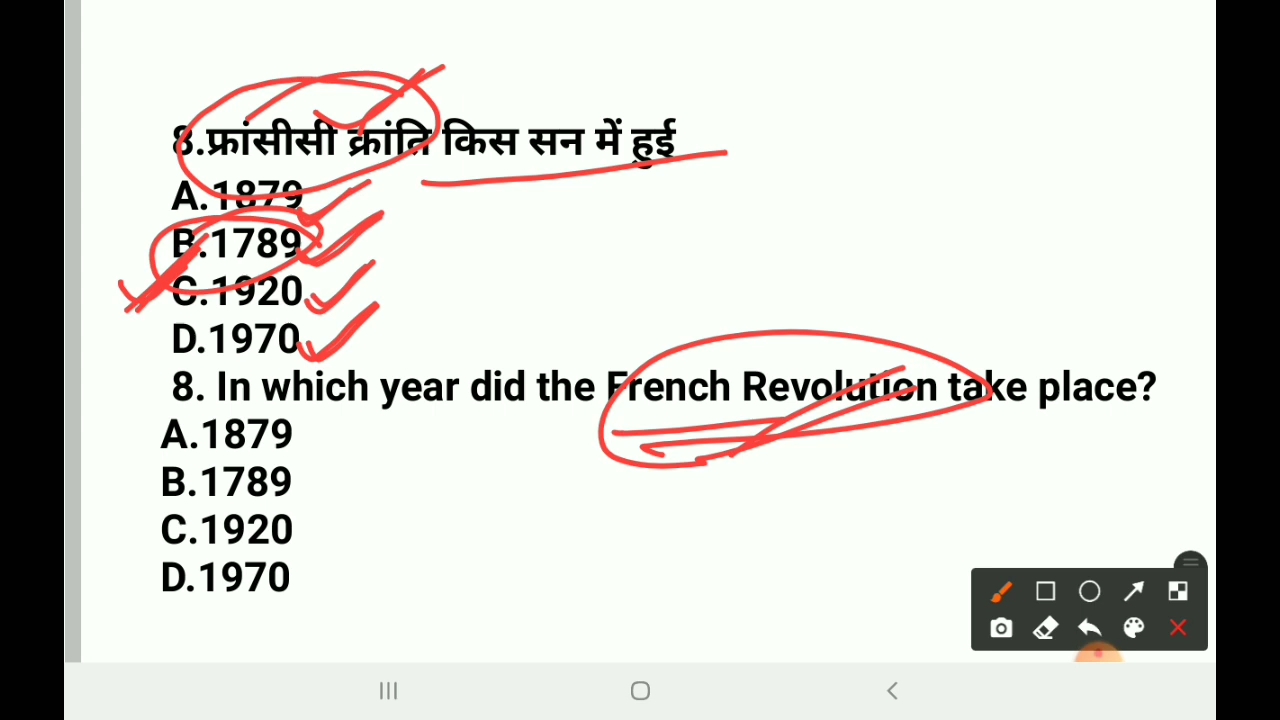 8.फ्रांसीसी क्रांति किस सन में हुई
A.1879
B.1789
C.1920
D.1970
8. In which year did the French Revolution take place?
A.1879
B.1789
C.1920
D.1970